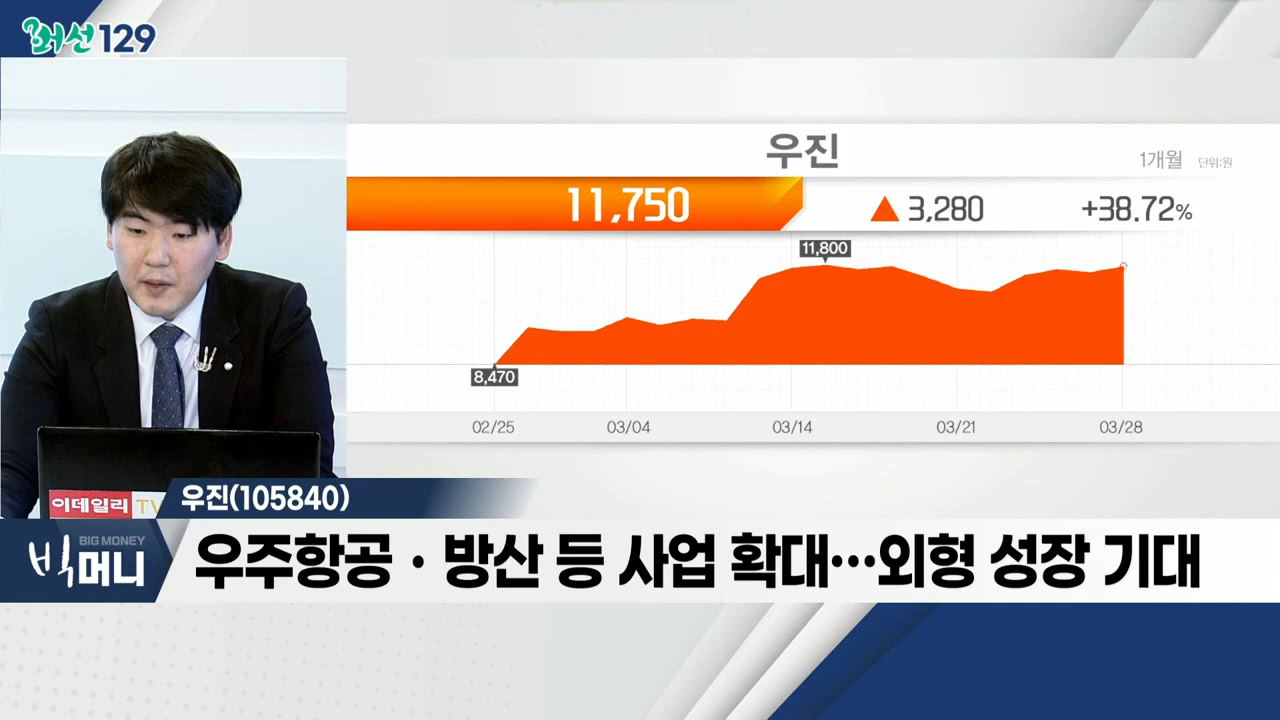 머선129
우진
1개월 단위:원
11,750 ▲3,280 +38.72%
11,800
8,470
02/25 03/04 03/14 03/21 03/28
이데일리 TV
우진(105840)
BIG MONEY
빅머니
우주항공·방산 등 사업 확대…외형 성장 기대